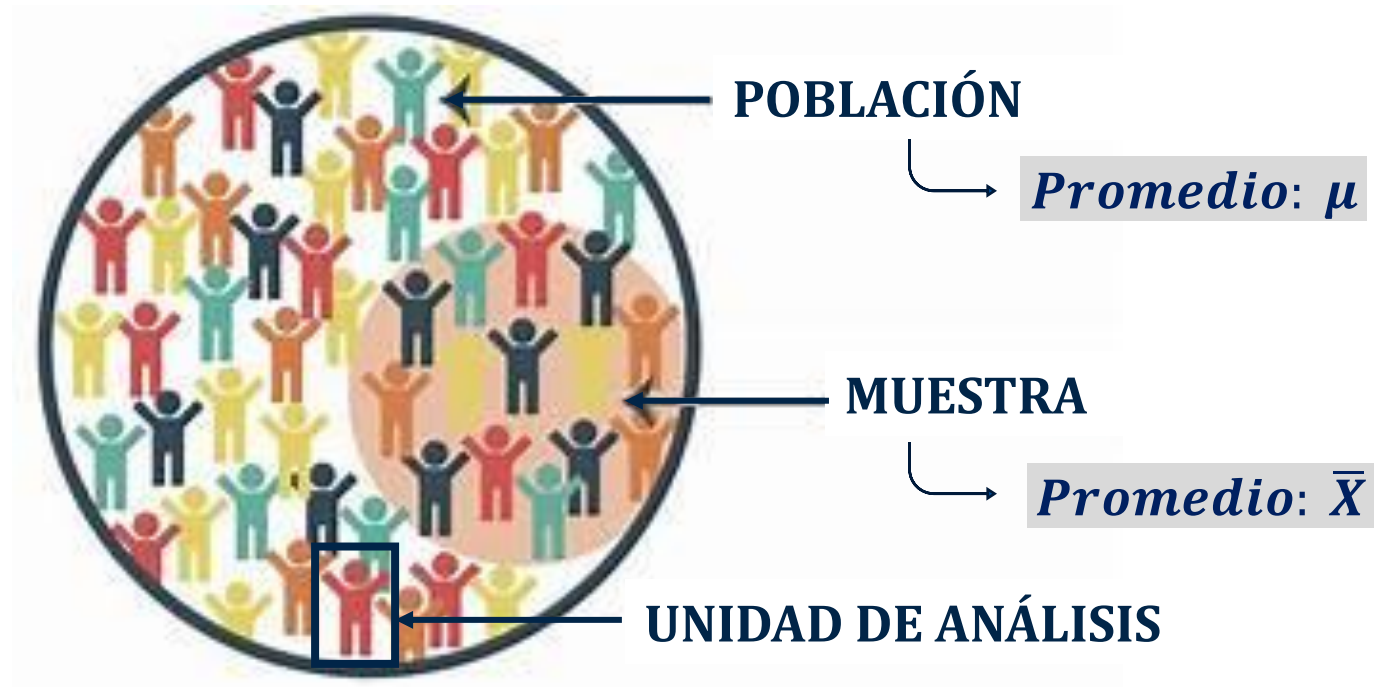 POBLACIÓN
Promedio: μ
MUESTRA
Promedio: X̅
UNIDAD DE ANÁLISIS